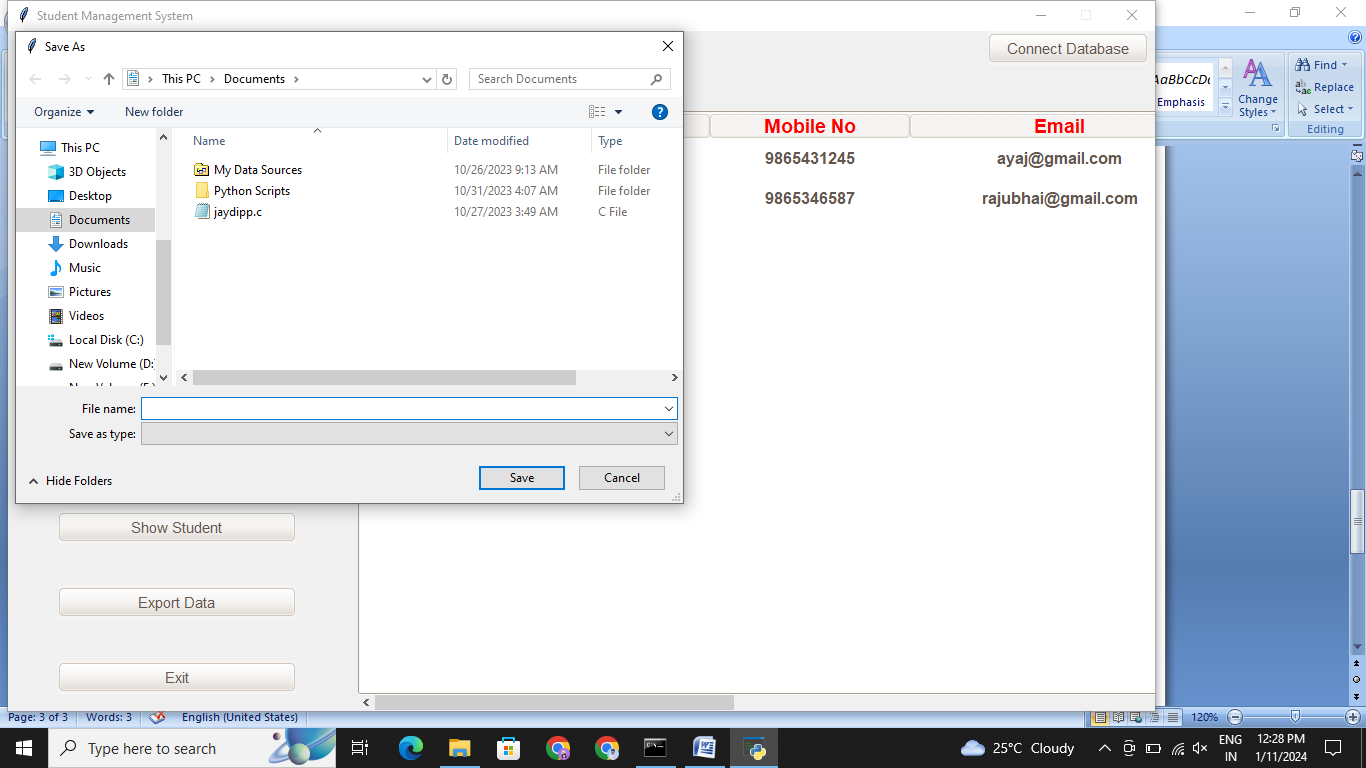 Student Management System
Save As
This PC
Documents
Search Documents
Connect Database
Organize
New folder
Name
Date modified
Type
My Data Sources
10/26/2023 9:13 AM
File folder
Python Scripts
10/31/2023 4:07 AM
File folder
jaydipp.c
10/27/2023 3:49 AM
C File
This PC
3D Objects
Desktop
Documents
Downloads
Music
Pictures
Videos
Local Disk (C:)
New Volume (D:
File name:
Save as type:
Hide Folders
Save
Cancel
Mobile No
Email
9865431245
ayaj@gmail.com
9865346587
rajubhai@gmail.com
Show Student
Export Data
Exit
AaBbCcDc
Emphasis
Change
Styles
Find
Replace
Select
Editing
Page: 3 of 3
Words: 3
English (United States)
120%
Type here to search
25°C Cloudy
ENG
IN
12:28 PM
1/11/2024